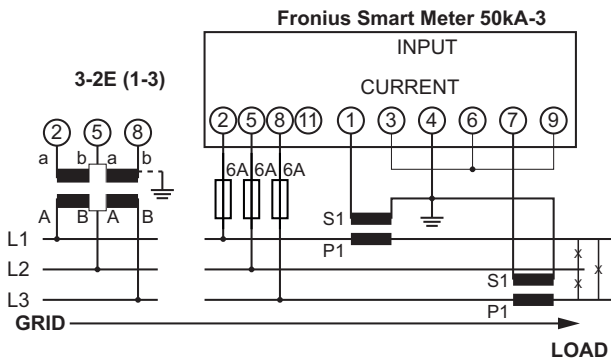 Fronius Smart Meter 50kA-3
INPUT
CURRENT
3-2E (1-3)
2 5 8
2 5 8 11 1 3 4 6 7 9
a b a b
6A 6A 6A
A B A B
S1
P1
L1
L2
L3
S1
P1
x
x
x
GRID
LOAD